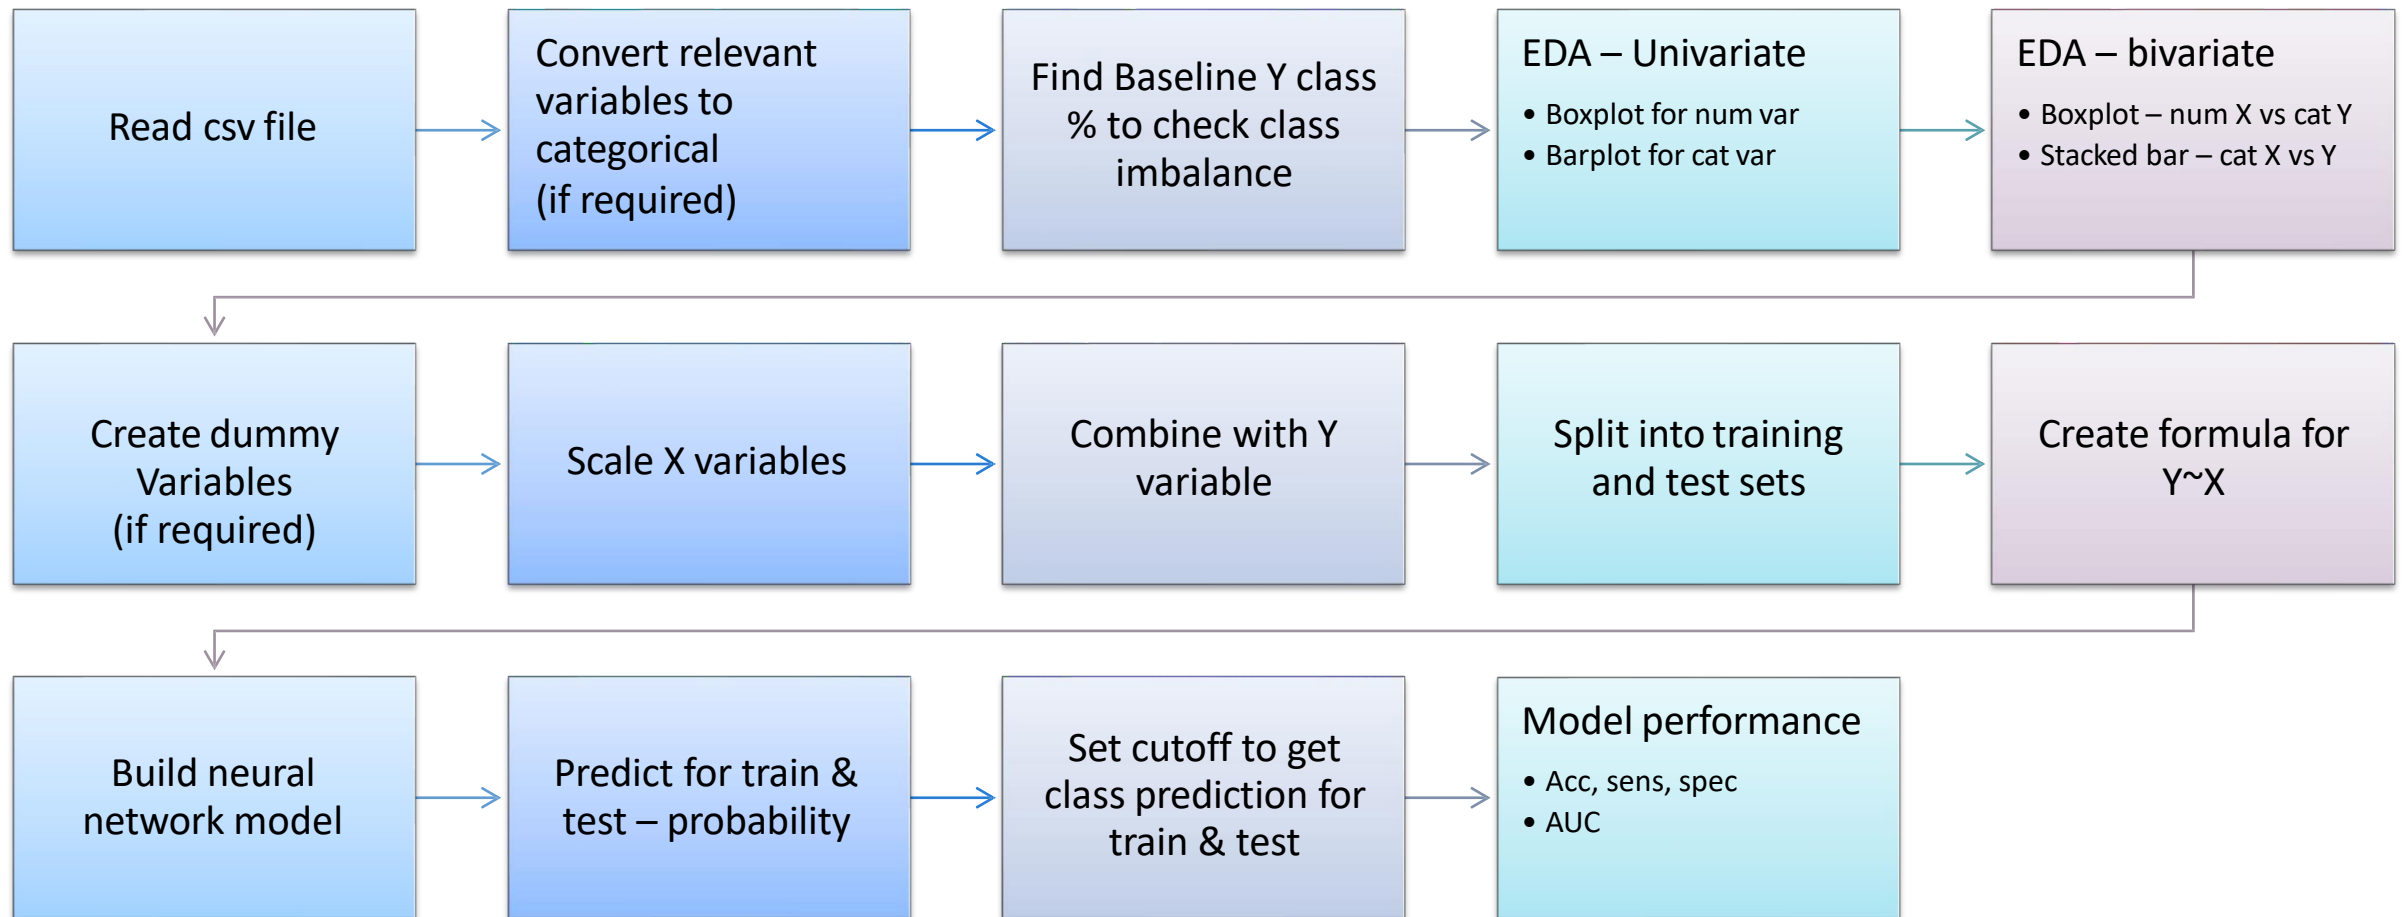 Read csv file
Convert relevant
variables to
categorical
(if required)
Find Baseline Y class
% to check class
imbalance
EDA – Univariate
• Boxplot for num var
• Barplot for cat var
EDA – bivariate
• Boxplot – num X vs cat Y
• Stacked bar – cat X vs Y
Create dummy
Variables
(if required)
Scale X variables
Combine with Y
variable
Split into training
and test sets
Create formula for
Y~X
Build neural
network model
Predict for train &
test – probability
Set cutoff to get
class prediction for
train & test
Model performance
• Acc, sens, spec
• AUC